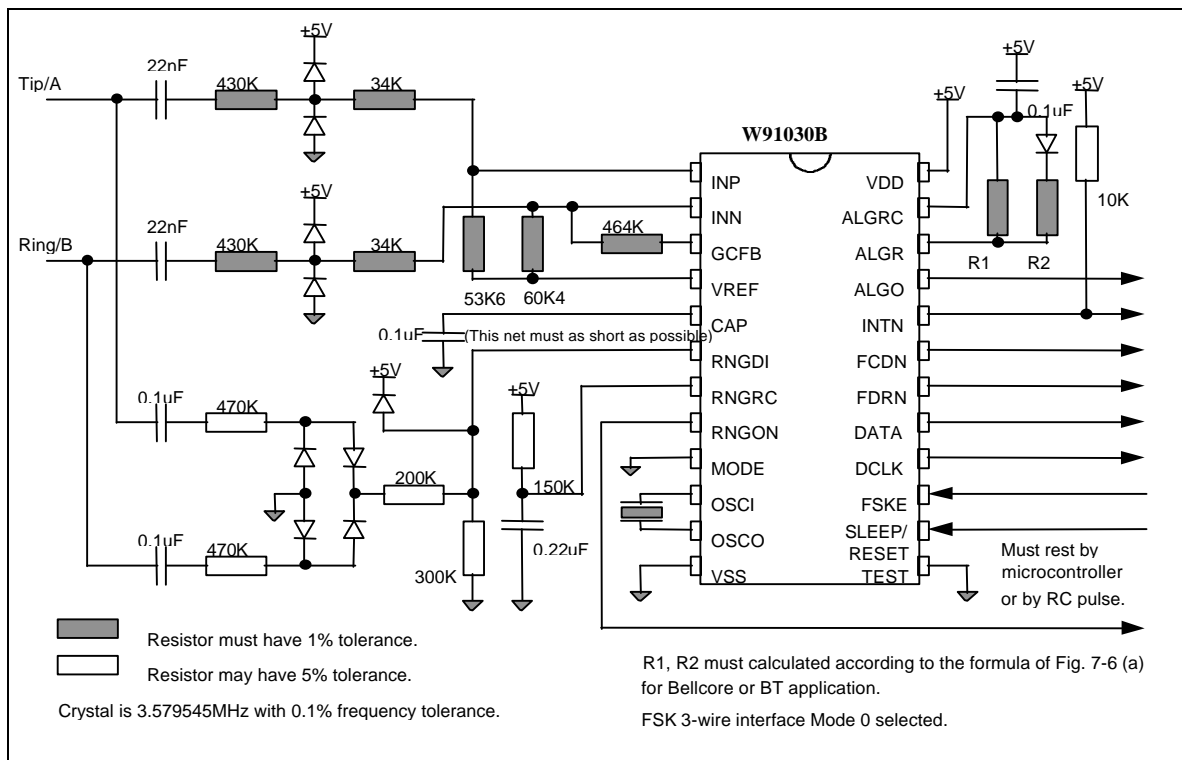 +5V
22nF
Tip/A
430K
34K
+5V
22nF
Ring/B
430K
34K
+5V
+5V
0.1uF
+5V
10K
R1
R2
W91030B
INP
INN
GCFB
VREF
CAP
RNGDI
RNGRC
RNGON
MODE
OSCI
OSCO
VSS
VDD
ALGRC
ALGR
ALGO
INTN
FCDN
FDRN
DATA
DCLK
FSKE
SLEEP/
RESET
TEST
464K
53K6
60K4
0.1uF
(This net must as short as possible)
+5V
+5V
0.1uF
470K
200K
150K
0.1uF
470K
300K
0.22uF
Must rest by
microcontroller
or by RC pulse.
Resistor must have 1% tolerance.
Resistor may have 5% tolerance.
Crystal is 3.579545MHz with 0.1% frequency tolerance.
R1, R2 must calculated according to the formula of Fig. 7-6 (a)
for Bellcore or BT application.
FSK 3-wire interface Mode 0 selected.